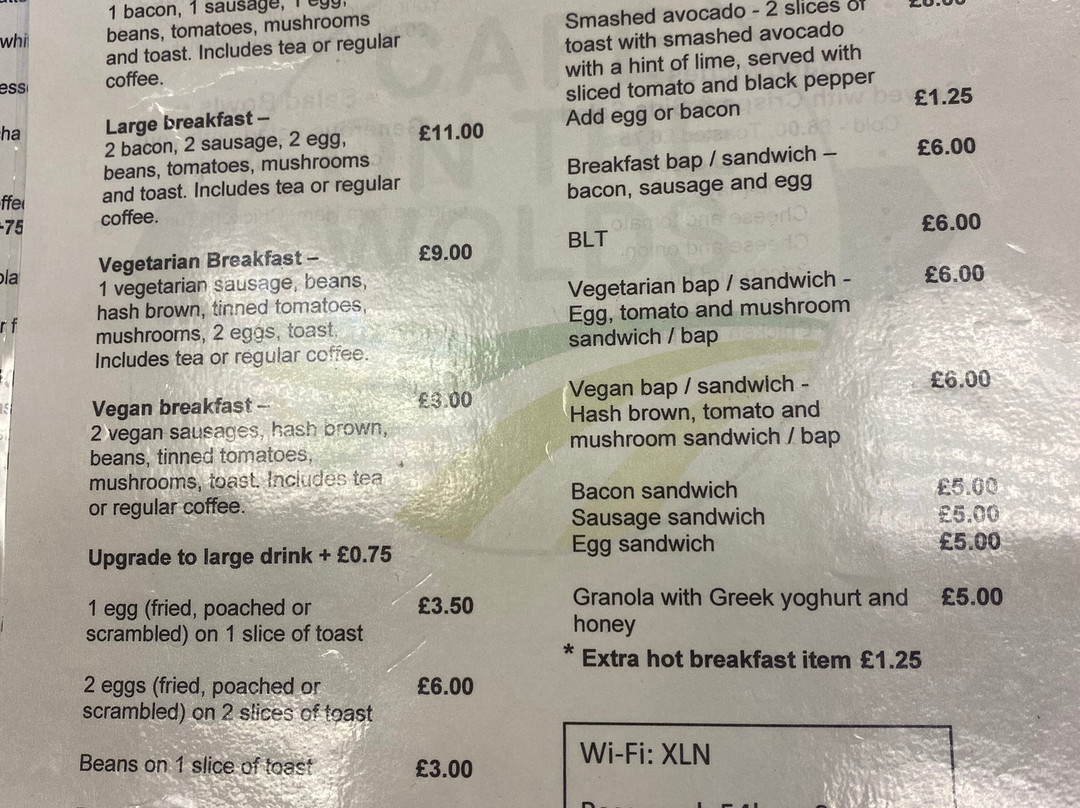 1 bacon, 1 sausage, 1 egg,
beans, tomatoes, mushrooms
and toast. Includes tea or regular
coffee.
Large breakfast –
£11.00
2 bacon, 2 sausage, 2 egg,
beans, tomatoes, mushrooms
and toast. Includes tea or regular
coffee.
Vegetarian Breakfast –
£9.00
1 vegetarian sausage, beans,
hash brown, tinned tomatoes,
mushrooms, 2 eggs, toast.
Includes tea or regular coffee.
Vegan breakfast –
2 vegan sausages, hash brown,
beans, tinned tomatoes,
mushrooms, toast. Includes tea
or regular coffee.
Upgrade to large drink + £0.75
1 egg (fried, poached or
£3.50
scrambled) on 1 slice of toast
2 eggs (fried, poached or
£6.00
scrambled) on 2 slices of toast
Beans on 1 slice of toast
£3.00
Smashed avocado - 2 slices of
toast with smashed avocado
with a hint of lime, served with
sliced tomato and black pepper
Add egg or bacon
£1.25
Breakfast bap / sandwich –
£6.00
bacon, sausage and egg
BLT
£6.00
Vegetarian bap / sandwich -
£6.00
Egg, tomato and mushroom
sandwich / bap
Vegan bap / sandwich -
£6.00
Hash brown, tomato and
mushroom sandwich / bap
Bacon sandwich
£5.00
Sausage sandwich
£5.00
Egg sandwich
£5.00
Granola with Greek yoghurt and
£5.00
honey
* Extra hot breakfast item £1.25
Wi-Fi: XLN